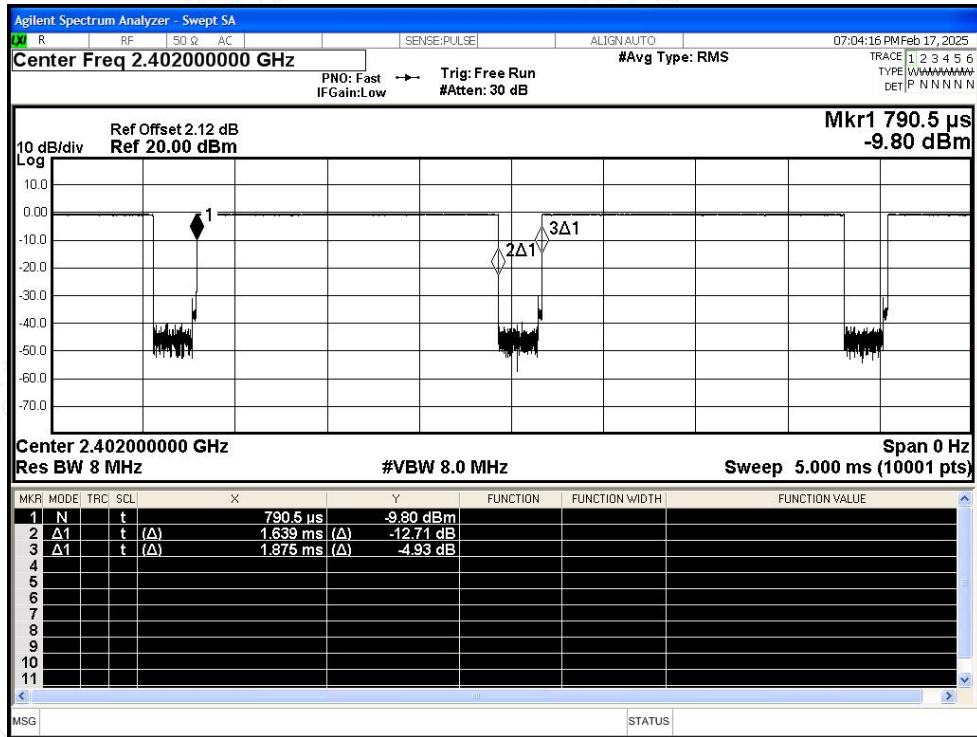 Agilent Spectrum Analyzer - Swept SA
LXI R RF 50 Ω AC SENSE:PULSE ALIGN AUTO 07:04:16 PM Feb 17, 2025
Center Freq 2.402000000 GHz
#Avg Type: RMS
TRACE 1 2 3 4 5 6
PNO: Fast Trig: Free Run
TYPE WWWWWW
IFGain:Low #Atten: 30 dB
DET P N N N N N
Mkr1 790.5 µs
-9.80 dBm
Ref Offset 2.12 dB
10 dB/div Ref 20.00 dBm
Log
10.0
0.00
-10.0
-20.0
-30.0
-40.0
-50.0
-60.0
-70.0
1
2Δ1
3Δ1
Center 2.402000000 GHz Span 0 Hz
Res BW 8 MHz #VBW 8.0 MHz Sweep 5.000 ms (10001 pts)
MKR MODE TRC SCL X Y FUNCTION FUNCTION WIDTH FUNCTION VALUE
1 N t 790.5 µs -9.80 dBm
2 Δ1 t (Δ) 1.639 ms (Δ) -12.71 dB
3 Δ1 t (Δ) 1.875 ms (Δ) -4.93 dB
4
5
6
7
8
9
10
11
MSG STATUS